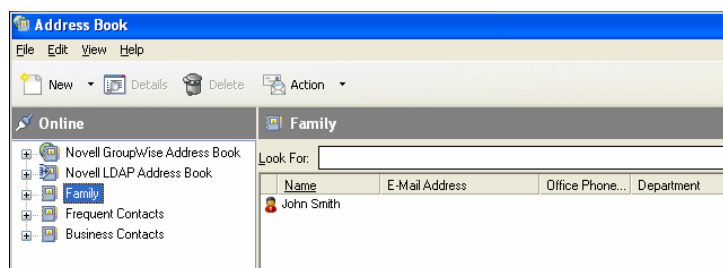 Address Book
File Edit View Help
New Details Delete Action
Online
Novell GroupWise Address Book
Novell LDAP Address Book
Family
Frequent Contacts
Business Contacts
Family
Look For:
Name E-Mail Address Office Phone... Department
John Smith